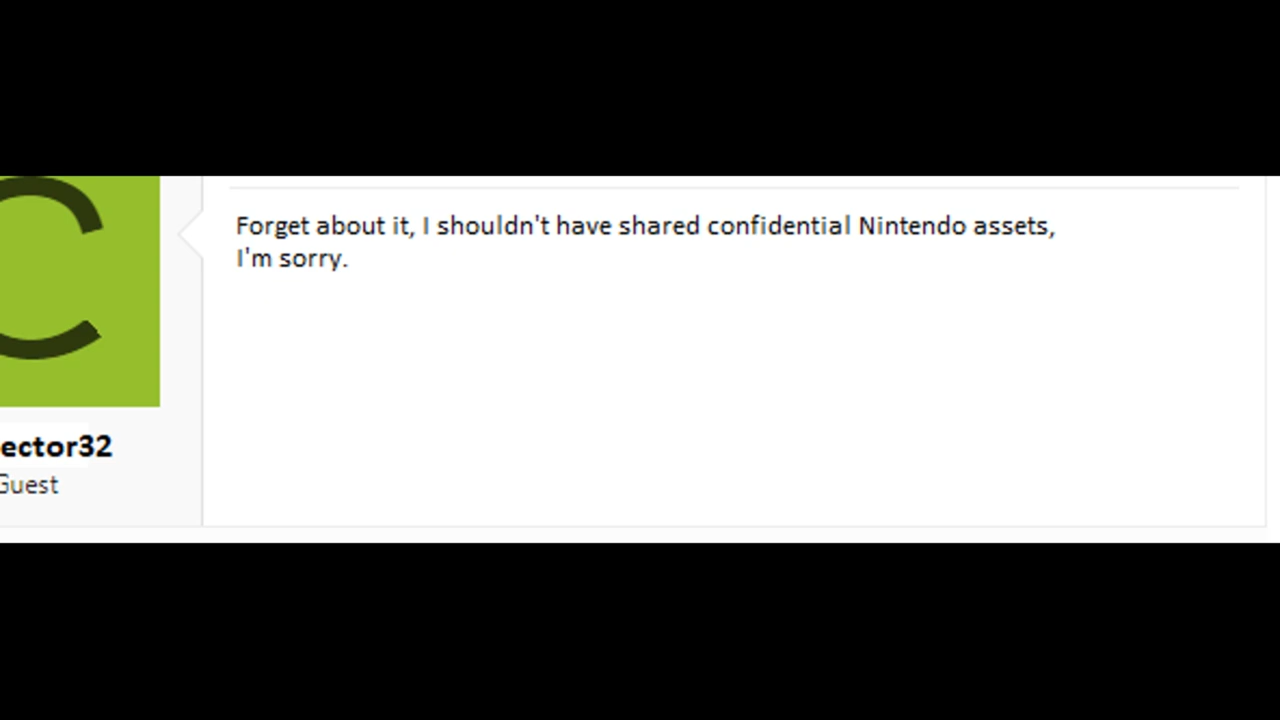 C
Forget about it, I shouldn't have shared confidential Nintendo assets,
I'm sorry.
ector32
Guest